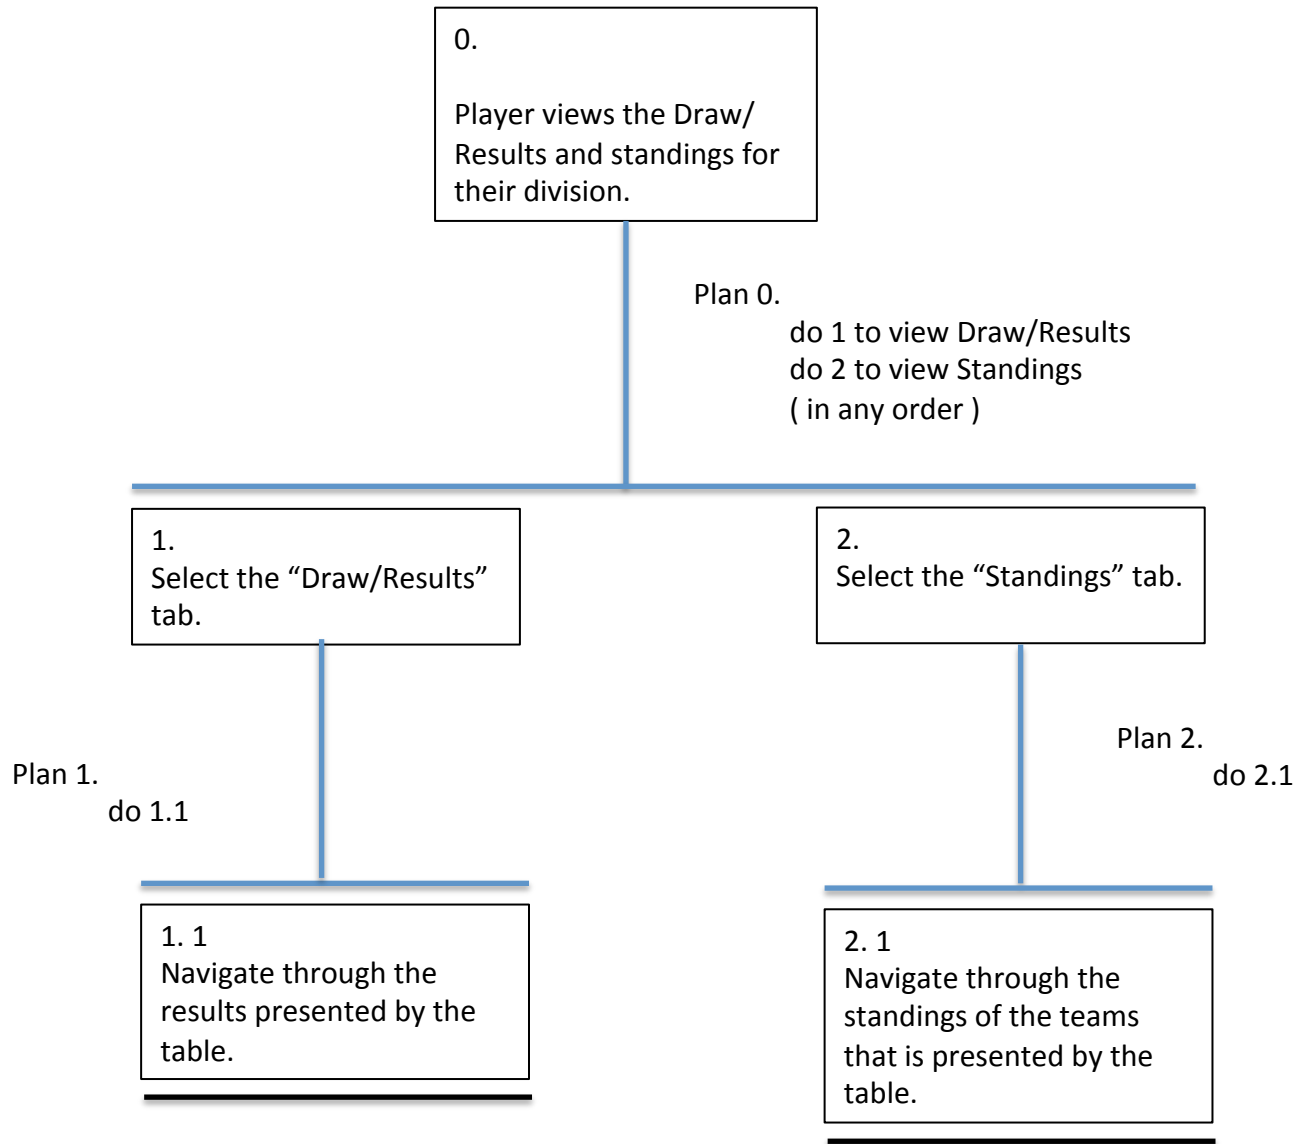 0.
Player views the Draw/
Results and standings for
their division.
Plan 0.
do 1 to view Draw/Results
do 2 to view Standings
( in any order )
1.
Select the “Draw/Results”
tab.
2.
Select the “Standings” tab.
Plan 1.
do 1.1
Plan 2.
do 2.1
1. 1
Navigate through the
results presented by the
table.
2. 1
Navigate through the
standings of the teams
that is presented by the
table.